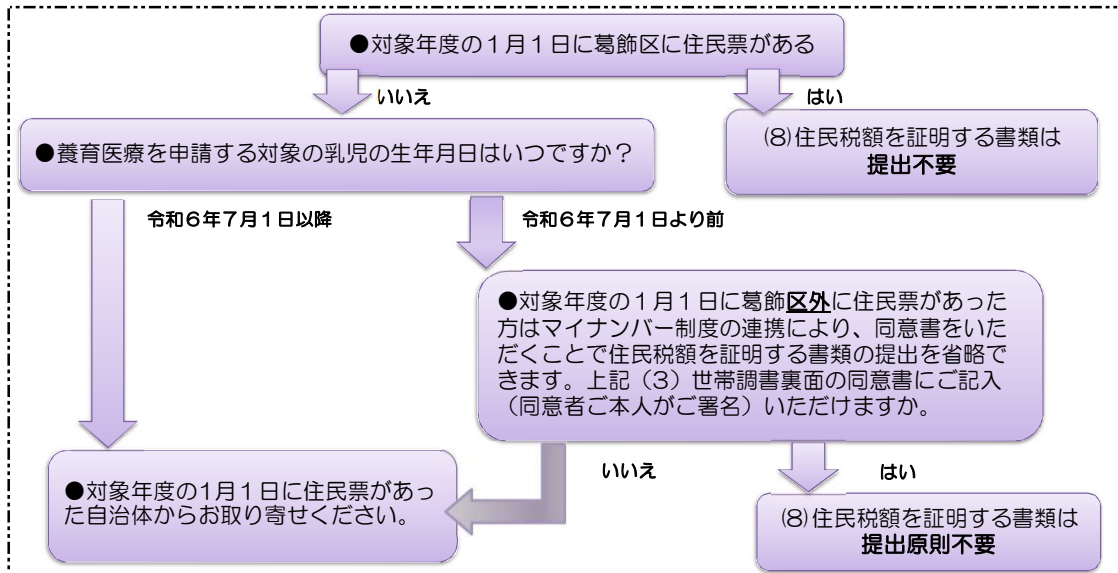 ●対象年度の１月１日に葛飾区に住民票がある
いいえ
はい
●養育医療を申請する対象の乳児の生年月日はいつですか？
(8)住民税額を証明する書類は
提出不要
令和６年７月１日以降
令和６年７月１日より前
●対象年度の１月１日に葛飾区外に住民票があった
方はマイナンバー制度の連携により、同意書をいた
だくことで住民税額を証明する書類の提出を省略で
きます。上記（3）世帯調書裏面の同意書にご記入
（同意者ご本人がご署名）いただけますか。
いいえ
はい
●対象年度の1月１日に住民票があっ
た自治体からお取り寄せください。
(8)住民税額を証明する書類は
提出原則不要